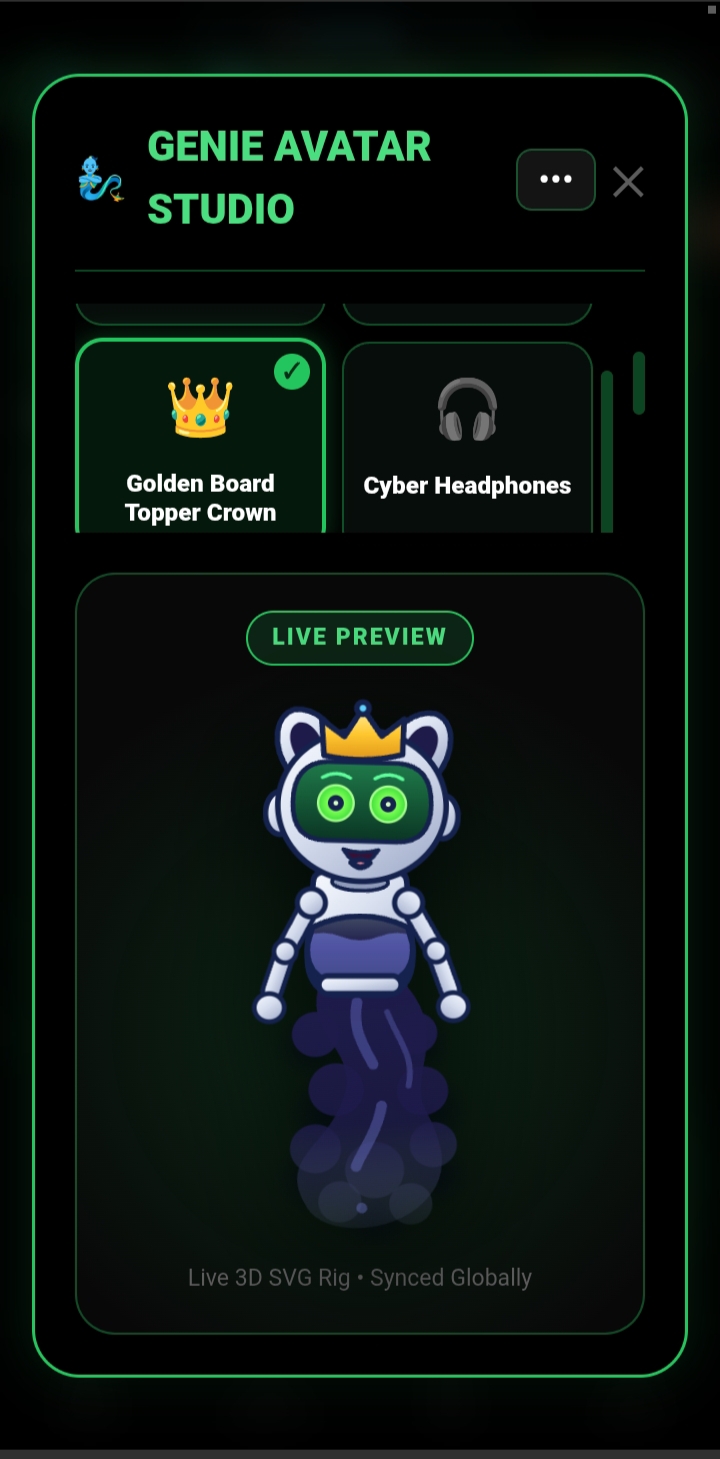 GENIE AVATAR
STUDIO
Golden Board
Topper Crown
Cyber Headphones
LIVE PREVIEW
Live 3D SVG Rig • Synced Globally